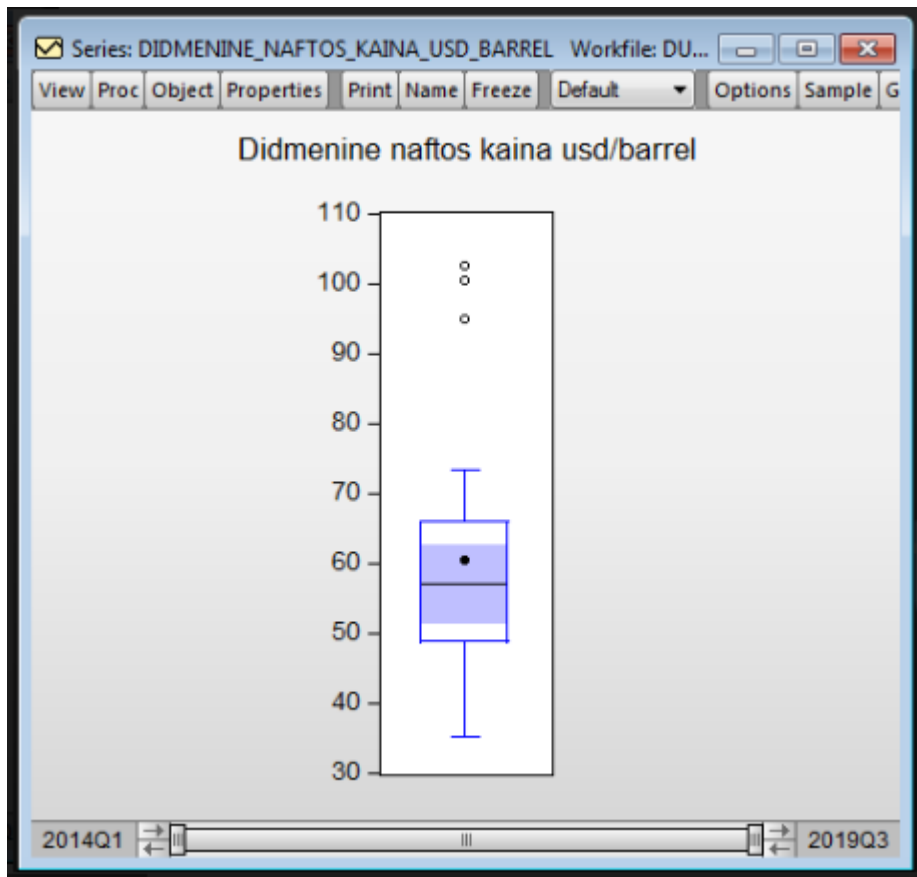 Series: DIDMENINE_NAFTOS_KAINA_USD_BARREL Workfile: DU...
View Proc Object Properties Print Name Freeze Default Options Sample G
Didmenine naftos kaina usd/barrel
110
100
90
80
70
60
50
40
30
2014Q1 2019Q3